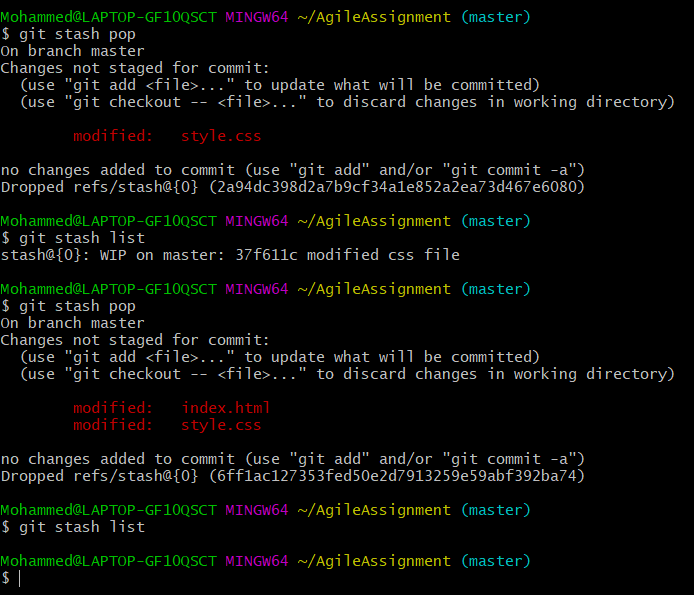 Mohammed@LAPTOP-GF10QSCT MINGW64 ~/AgileAssignment (master)
$ git stash pop
On branch master
Changes not staged for commit:
  (use "git add <file>..." to update what will be committed)
  (use "git checkout -- <file>..." to discard changes in working directory)

        modified:   style.css

no changes added to commit (use "git add" and/or "git commit -a")
Dropped refs/stash@{0} (2a94dc398d2a7b9cf34a1e852a2ea73d467e6080)

Mohammed@LAPTOP-GF10QSCT MINGW64 ~/AgileAssignment (master)
$ git stash list
stash@{0}: WIP on master: 37f611c modified css file

Mohammed@LAPTOP-GF10QSCT MINGW64 ~/AgileAssignment (master)
$ git stash pop
On branch master
Changes not staged for commit:
  (use "git add <file>..." to update what will be committed)
  (use "git checkout -- <file>..." to discard changes in working directory)

        modified:   index.html
        modified:   style.css

no changes added to commit (use "git add" and/or "git commit -a")
Dropped refs/stash@{0} (6ff1ac127353fed50e2d7913259e59abf392ba74)

Mohammed@LAPTOP-GF10QSCT MINGW64 ~/AgileAssignment (master)
$ git stash list

Mohammed@LAPTOP-GF10QSCT MINGW64 ~/AgileAssignment (master)
$